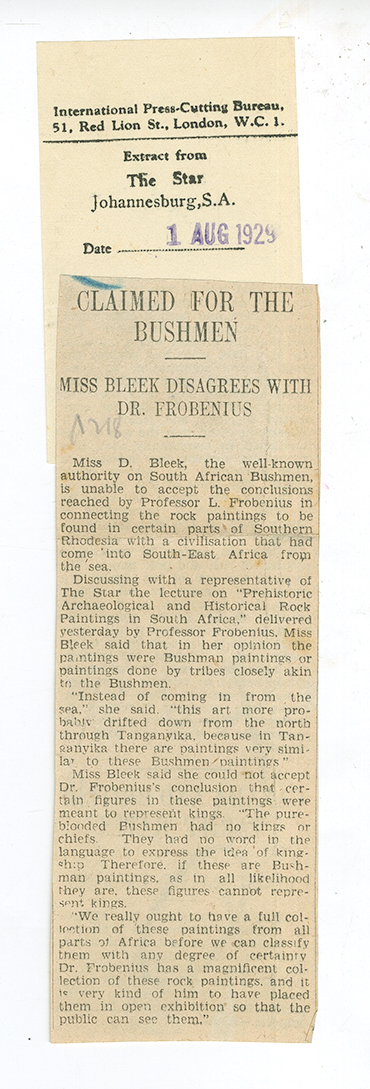 International Press-Cutting Bureau,
51, Red Lion St., London, W.C. 1.
Extract from
The Star
Johannesburg,S.A.
Date 1 AUG 1929
CLAIMED FOR THE
BUSHMEN
MISS BLEEK DISAGREES WITH
DR. FROBENIUS
Miss D. Bleek, the well-known
authority on South African Bushmen,
is unable to accept the conclusions
reached by Professor L. Frobenius in
connecting the rock paintings to be
found in certain parts of Southern
Rhodesia with a civilisation that had
come into South-East Africa from
the sea.
Discussing with a representative of
The Star the lecture on "Prehistoric
Archaeological and Historical Rock
Paintings in South Africa," delivered
yesterday by Professor Frobenius, Miss
Bleek said that in her opinion the
paintings were Bushman paintings or
paintings done by tribes closely akin
to the Bushmen.
"Instead of coming in from the
sea," she said, "this art more pro-
bably drifted down from the north
through Tanganyika, because in Tan-
ganyika there are paintings very simi-
lar to these Bushmen paintings."
Miss Bleek said she could not accept
Dr. Frobenius's conclusion that cer-
tain figures in these paintings were
meant to represent kings. "The pure-
blooded Bushmen had no kings or
chiefs. They had no word in the
language to express the idea of king-
ship. Therefore, if these are Bush-
man paintings, as in all likelihood
they are, these figures cannot repre-
sent kings.
"We really ought to have a full col-
lection of these paintings from all
parts of Africa before we can classify
them with any degree of certainty
Dr. Frobenius has a magnificent col-
lection of these rock paintings, and it
is very kind of him to have placed
them in open exhibition so that the
public can see them."